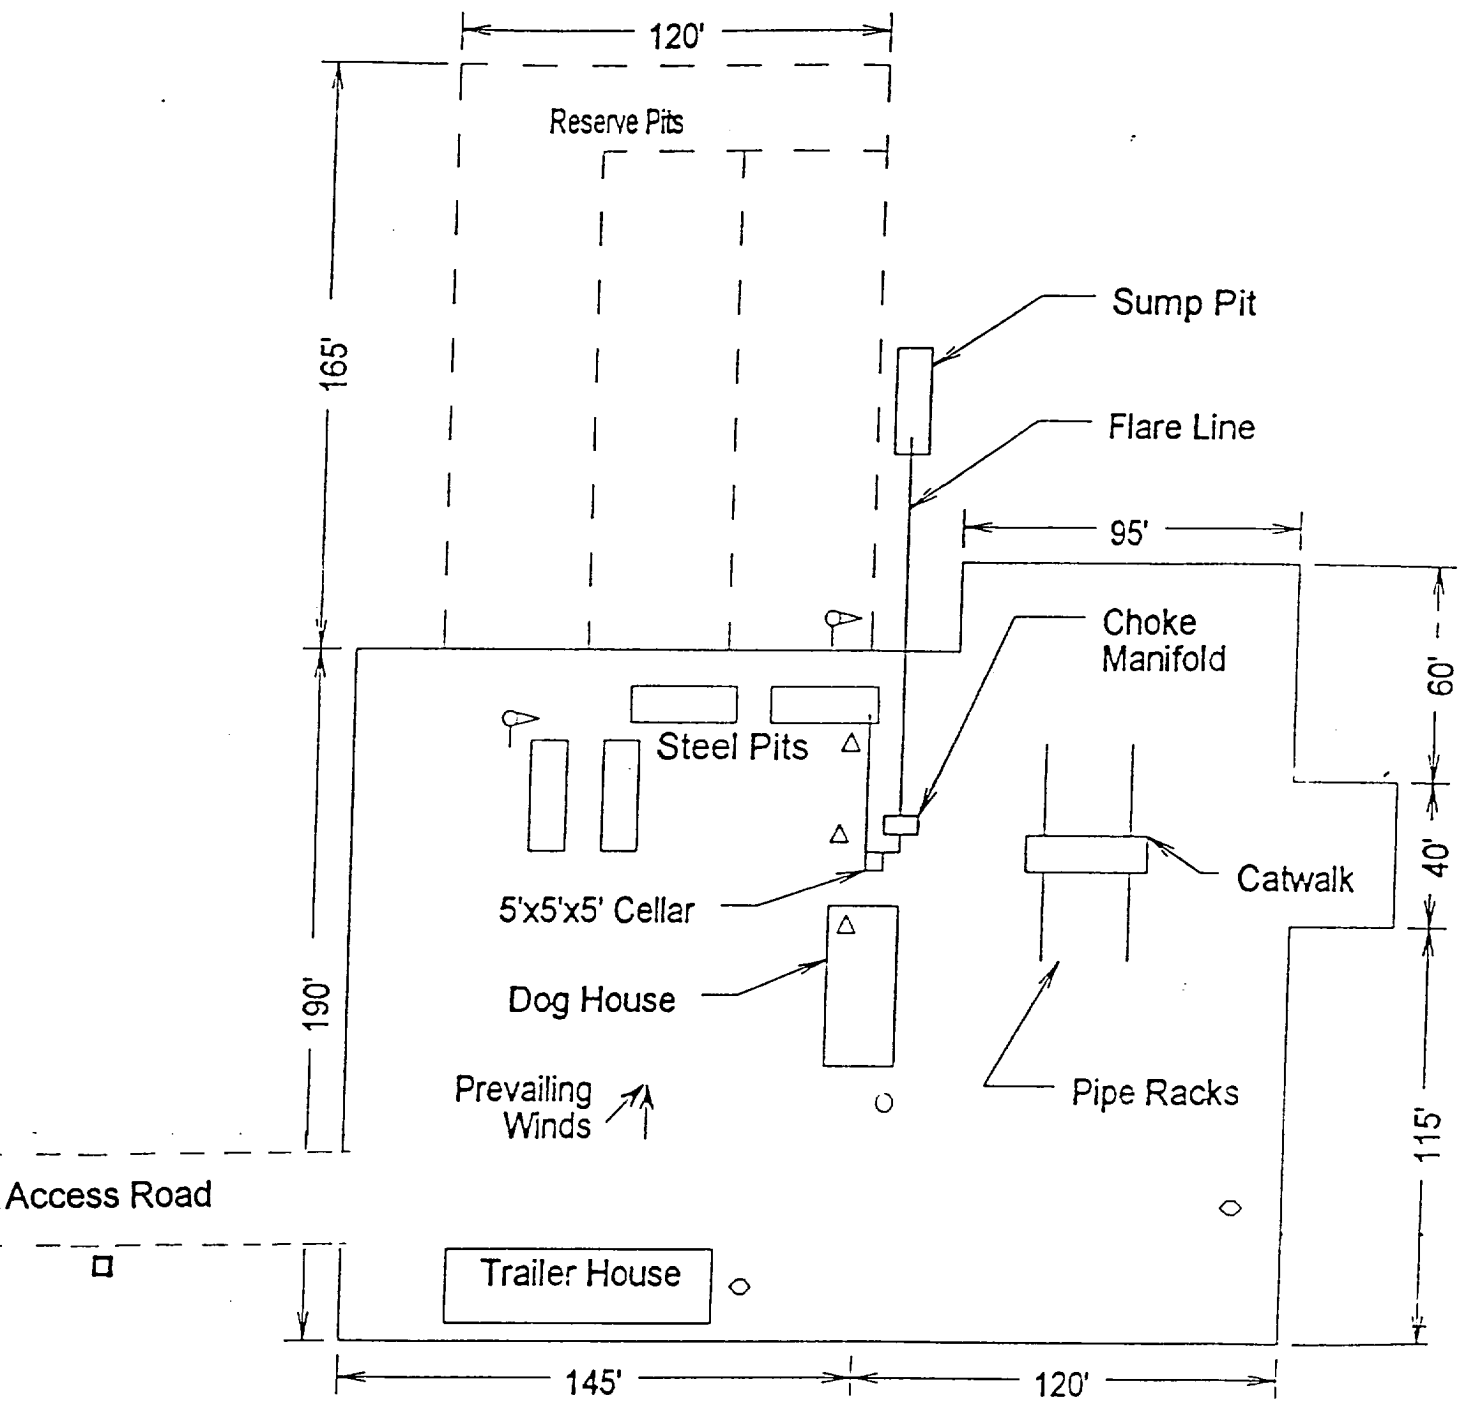 120'
Reserve Pits
165'
Sump Pit
Flare Line
95'
Choke
Manifold
60'
Steel Pits
40'
Catwalk
5'x5'x5' Cellar
190'
Dog House
Prevailing
Winds
Pipe Racks
115'
Access Road
Trailer House
145'
120'